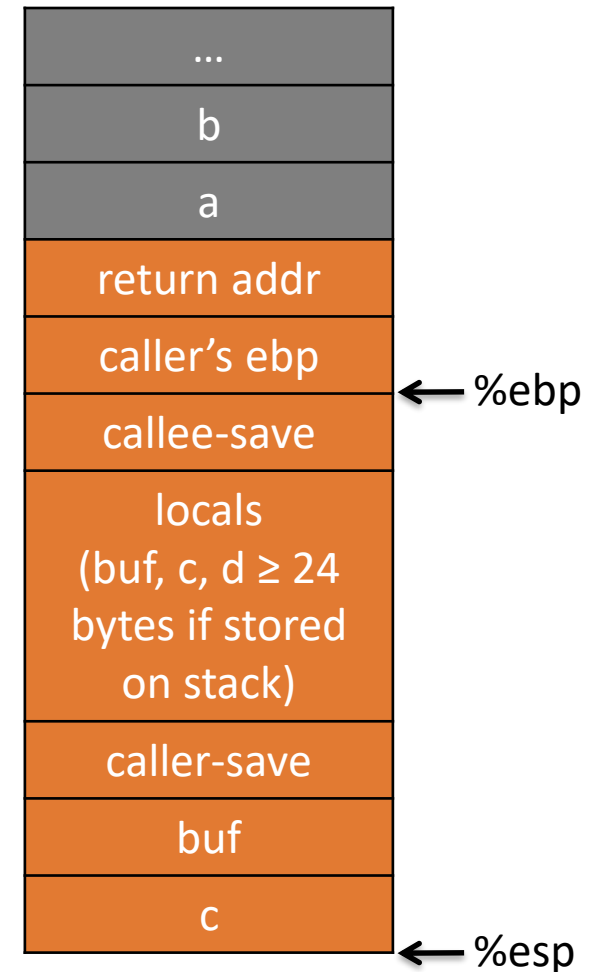 ...
b
a
return addr
caller’s ebp
%ebp
callee-save
locals
(buf, c, d ≥ 24
bytes if stored
on stack)
caller-save
buf
c
%esp